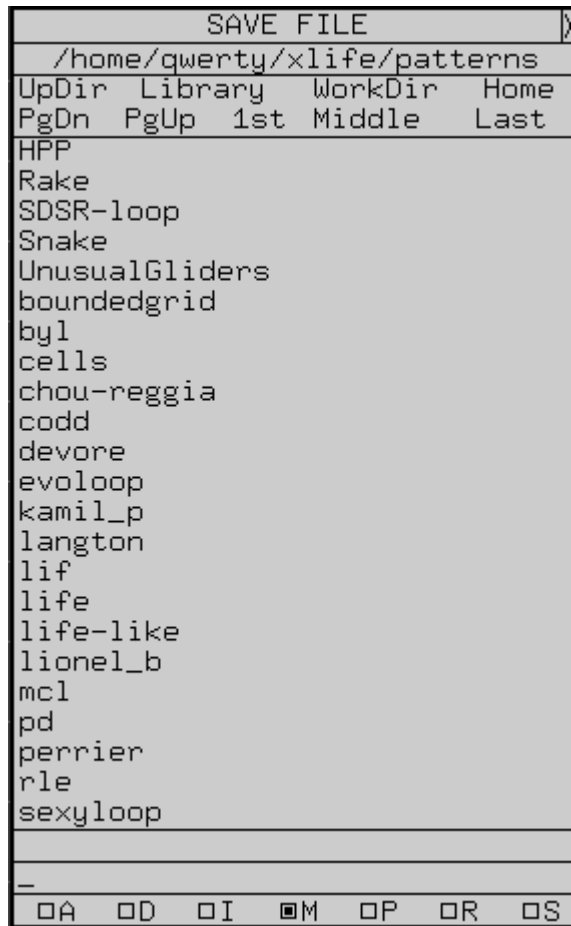 SAVE FILE X
/home/qwerty/xlife/patterns
UpDir Library WorkDir Home
PgDn PgUp 1st Middle Last
HPP
Rake
SDSR-loop
Snake
UnusualGliders
boundedgrid
byl
cells
chou-reggia
codd
devore
evoloop
kamil_p
langton
lif
life
life-like
lionel_b
mcl
pd
perrier
rle
sexyloop
_
A D I M P R S